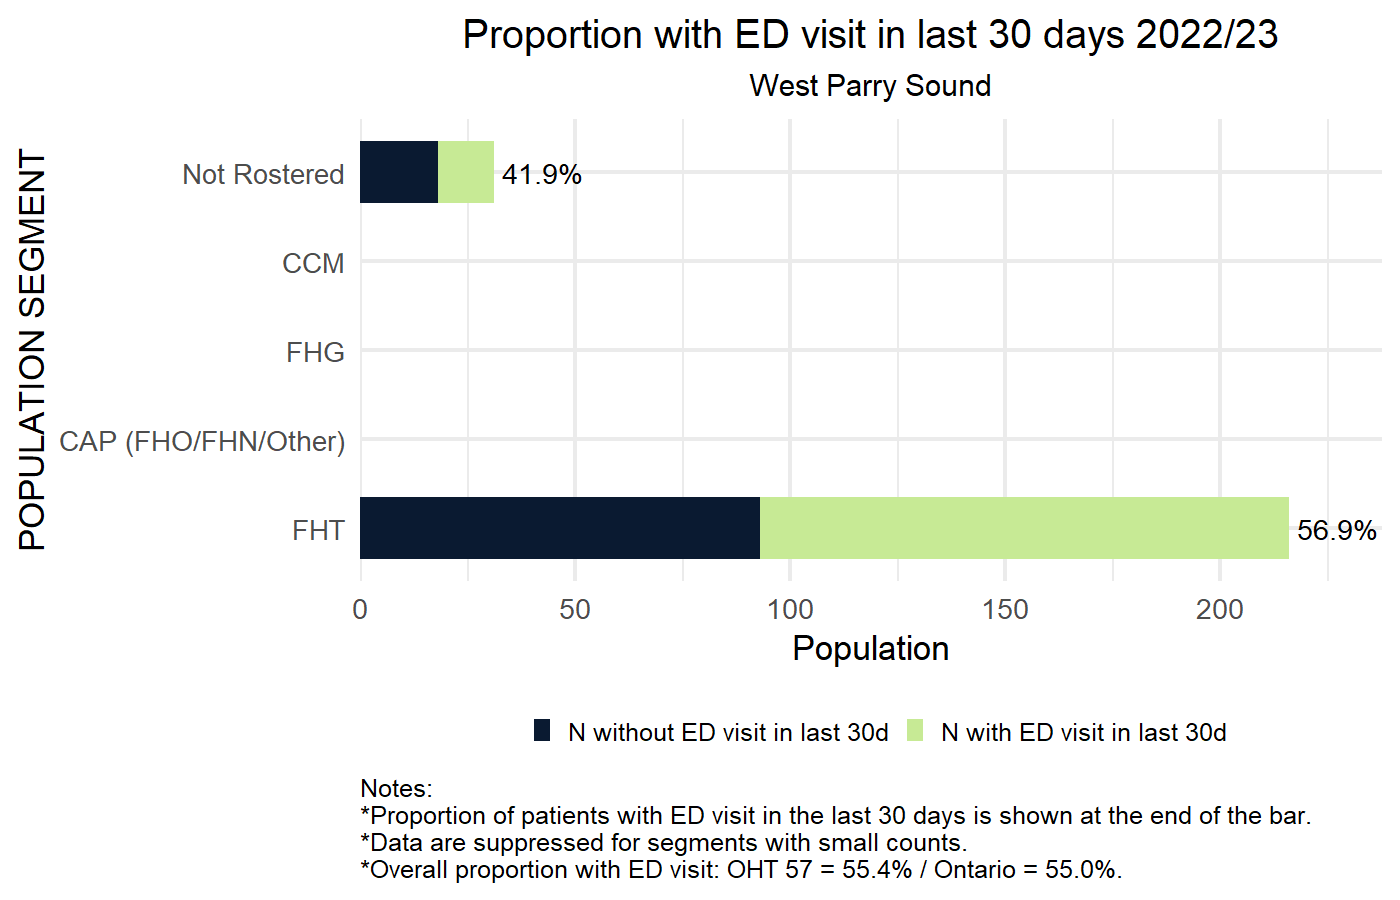 Proportion with ED visit in last 30 days 2022/23
West Parry Sound
POPULATION SEGMENT
Not Rostered
41.9%
CCM
FHG
CAP (FHO/FHN/Other)
FHT
56.9%
0 50 100 150 200
Population
N without ED visit in last 30d N with ED visit in last 30d
Notes:
*Proportion of patients with ED visit in the last 30 days is shown at the end of the bar.
*Data are suppressed for segments with small counts.
*Overall proportion with ED visit: OHT 57 = 55.4% / Ontario = 55.0%.